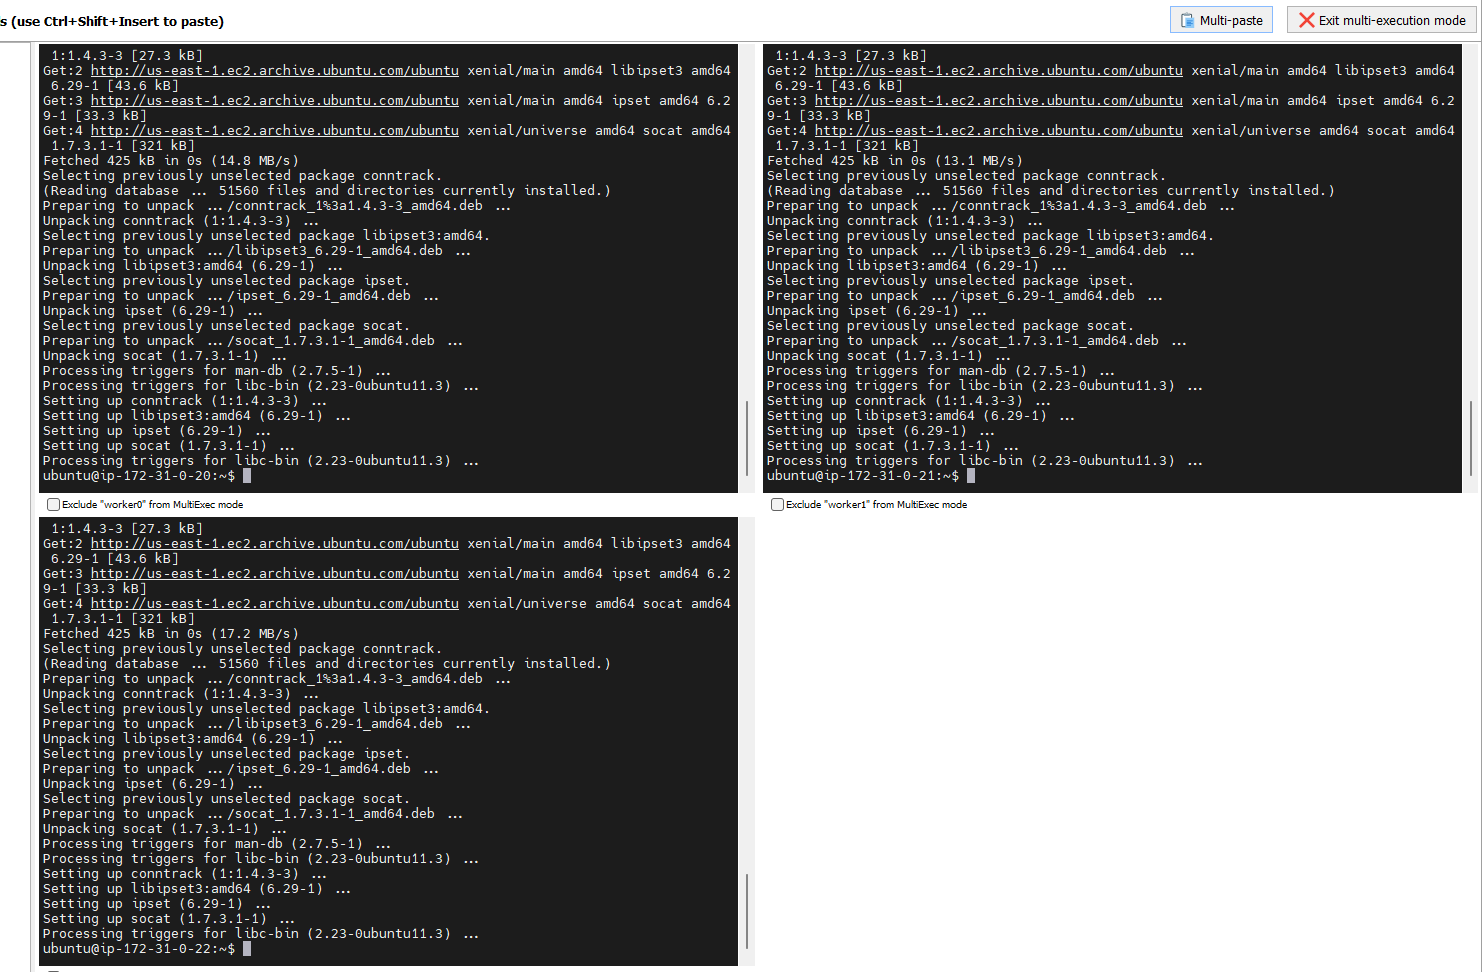 s (use Ctrl+Shift+Insert to paste)
Multi-paste
Exit multi-execution mode
1:1.4.3-3 [27.3 kB]
Get:2 http://us-east-1.ec2.archive.ubuntu.com/ubuntu xenial/main amd64 libipset3 amd64
6.29-1 [43.6 kB]
Get:3 http://us-east-1.ec2.archive.ubuntu.com/ubuntu xenial/main amd64 ipset amd64 6.2
9-1 [33.3 kB]
Get:4 http://us-east-1.ec2.archive.ubuntu.com/ubuntu xenial/universe amd64 socat amd64
1.7.3.1-1 [321 kB]
Fetched 425 kB in 0s (14.8 MB/s)
Selecting previously unselected package conntrack.
(Reading database ... 51560 files and directories currently installed.)
Preparing to unpack .../conntrack_1%3a1.4.3-3_amd64.deb ...
Unpacking conntrack (1:1.4.3-3) ...
Selecting previously unselected package libipset3:amd64.
Preparing to unpack .../libipset3_6.29-1_amd64.deb ...
Unpacking libipset3:amd64 (6.29-1) ...
Selecting previously unselected package ipset.
Preparing to unpack .../ipset_6.29-1_amd64.deb ...
Unpacking ipset (6.29-1) ...
Selecting previously unselected package socat.
Preparing to unpack .../socat_1.7.3.1-1_amd64.deb ...
Unpacking socat (1.7.3.1-1) ...
Processing triggers for man-db (2.7.5-1) ...
Processing triggers for libc-bin (2.23-0ubuntu11.3) ...
Setting up conntrack (1:1.4.3-3) ...
Setting up libipset3:amd64 (6.29-1) ...
Setting up ipset (6.29-1) ...
Setting up socat (1.7.3.1-1) ...
Processing triggers for libc-bin (2.23-0ubuntu11.3) ...
ubuntu@ip-172-31-0-20:~$
Exclude "worker0" from MultiExec mode
1:1.4.3-3 [27.3 kB]
Get:2 http://us-east-1.ec2.archive.ubuntu.com/ubuntu xenial/main amd64 libipset3 amd64
6.29-1 [43.6 kB]
Get:3 http://us-east-1.ec2.archive.ubuntu.com/ubuntu xenial/main amd64 ipset amd64 6.2
9-1 [33.3 kB]
Get:4 http://us-east-1.ec2.archive.ubuntu.com/ubuntu xenial/universe amd64 socat amd64
1.7.3.1-1 [321 kB]
Fetched 425 kB in 0s (13.1 MB/s)
Selecting previously unselected package conntrack.
(Reading database ... 51560 files and directories currently installed.)
Preparing to unpack .../conntrack_1%3a1.4.3-3_amd64.deb ...
Unpacking conntrack (1:1.4.3-3) ...
Selecting previously unselected package libipset3:amd64.
Preparing to unpack .../libipset3_6.29-1_amd64.deb ...
Unpacking libipset3:amd64 (6.29-1) ...
Selecting previously unselected package ipset.
Preparing to unpack .../ipset_6.29-1_amd64.deb ...
Unpacking ipset (6.29-1) ...
Selecting previously unselected package socat.
Preparing to unpack .../socat_1.7.3.1-1_amd64.deb ...
Unpacking socat (1.7.3.1-1) ...
Processing triggers for man-db (2.7.5-1) ...
Processing triggers for libc-bin (2.23-0ubuntu11.3) ...
Setting up conntrack (1:1.4.3-3) ...
Setting up libipset3:amd64 (6.29-1) ...
Setting up ipset (6.29-1) ...
Setting up socat (1.7.3.1-1) ...
Processing triggers for libc-bin (2.23-0ubuntu11.3) ...
ubuntu@ip-172-31-0-21:~$
Exclude "worker1" from MultiExec mode
1:1.4.3-3 [27.3 kB]
Get:2 http://us-east-1.ec2.archive.ubuntu.com/ubuntu xenial/main amd64 libipset3 amd64
6.29-1 [43.6 kB]
Get:3 http://us-east-1.ec2.archive.ubuntu.com/ubuntu xenial/main amd64 ipset amd64 6.2
9-1 [33.3 kB]
Get:4 http://us-east-1.ec2.archive.ubuntu.com/ubuntu xenial/universe amd64 socat amd64
1.7.3.1-1 [321 kB]
Fetched 425 kB in 0s (17.2 MB/s)
Selecting previously unselected package conntrack.
(Reading database ... 51560 files and directories currently installed.)
Preparing to unpack .../conntrack_1%3a1.4.3-3_amd64.deb ...
Unpacking conntrack (1:1.4.3-3) ...
Selecting previously unselected package libipset3:amd64.
Preparing to unpack .../libipset3_6.29-1_amd64.deb ...
Unpacking libipset3:amd64 (6.29-1) ...
Selecting previously unselected package ipset.
Preparing to unpack .../ipset_6.29-1_amd64.deb ...
Unpacking ipset (6.29-1) ...
Selecting previously unselected package socat.
Preparing to unpack .../socat_1.7.3.1-1_amd64.deb ...
Unpacking socat (1.7.3.1-1) ...
Processing triggers for man-db (2.7.5-1) ...
Processing triggers for libc-bin (2.23-0ubuntu11.3) ...
Setting up conntrack (1:1.4.3-3) ...
Setting up libipset3:amd64 (6.29-1) ...
Setting up ipset (6.29-1) ...
Setting up socat (1.7.3.1-1) ...
Processing triggers for libc-bin (2.23-0ubuntu11.3) ...
ubuntu@ip-172-31-0-22:~$